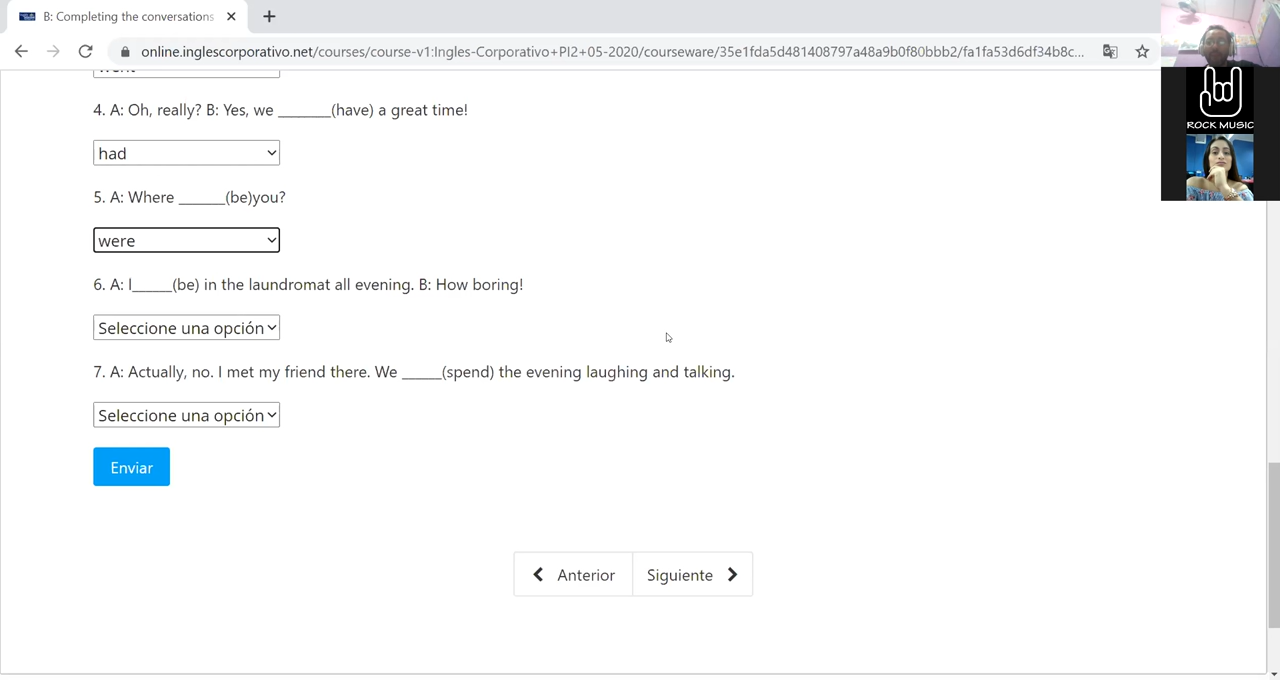 B: Completing the conversations
online.inglescorporativo.net/courses/course-v1:Ingles-Corporativo+PI2+05-2020/courseware/35e1fda5d481408797a48a9b0f80bbb2/fa1fa53d6df34b8c...
went
4. A: Oh, really? B: Yes, we ______(have) a great time!
had
ROCK MUSIC
5. A: Where _____(be)you?
were
6. A: I_____(be) in the laundromat all evening. B: How boring!
Seleccione una opción
7. A: Actually, no. I met my friend there. We _____(spend) the evening laughing and talking.
Seleccione una opción
Enviar
Anterior
Siguiente